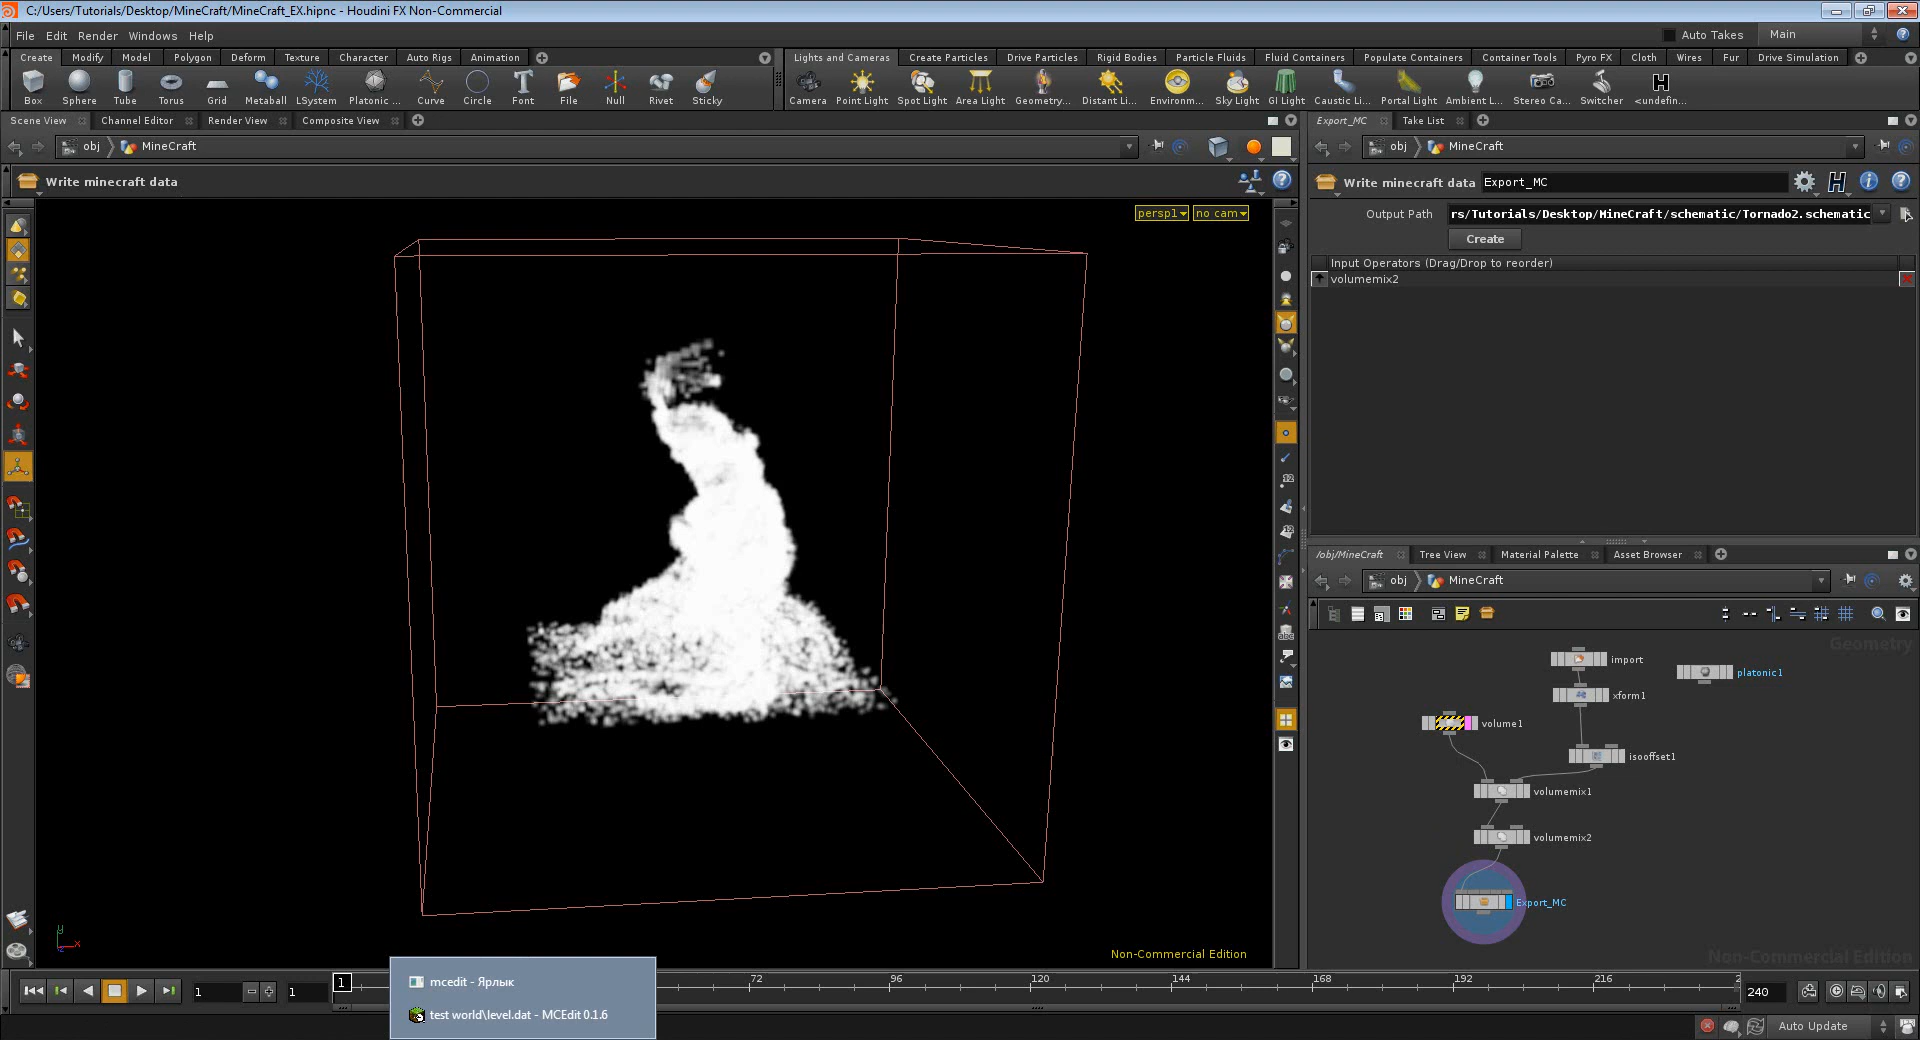 C:/Users/Tutorials/Desktop/MineCraft/MineCraft_EX.hipnc - Houdini FX Non-Commercial
File Edit Render Windows Help
Auto Takes Main
Create Modify Model Polygon Deform Texture Character Auto Rigs Animation
Lights and Cameras Create Particles Drive Particles Rigid Bodies Particle Fluids Fluid Containers Populate Containers Container Tools Pyro FX Cloth Wires Fur Drive Simulation
Box Sphere Tube Torus Grid Metaball LSystem Platonic ... Curve Circle Font File Null Rivet Sticky
Camera Point Light Spot Light Area Light Geometry... Distant Li... Environm... Sky Light GI Light Caustic Li... Portal Light Ambient L... Stereo Ca... Switcher <undefin...
Scene View Channel Editor Render View Composite View
Export_MC Take List
obj MineCraft
obj MineCraft
Write minecraft data
Write minecraft data Export_MC
persp1 no cam
Output Path rs/Tutorials/Desktop/MineCraft/schematic/Tornado2.schematic
Create
Input Operators (Drag/Drop to reorder)
volumemix2
/obj/MineCraft Tree View Material Palette Asset Browser
obj MineCraft
Geometry
import
platonic1
xform1
volume1
isooffset1
volumemix1
volumemix2
Export_MC
Non-Commercial Edition
Non-Commercial Edition
y x z
mcedit - Ярлык
test world\level.dat - MCEdit 0.1.6
1 1 1 72 96 120 144 168 192 216 2 240
Auto Update